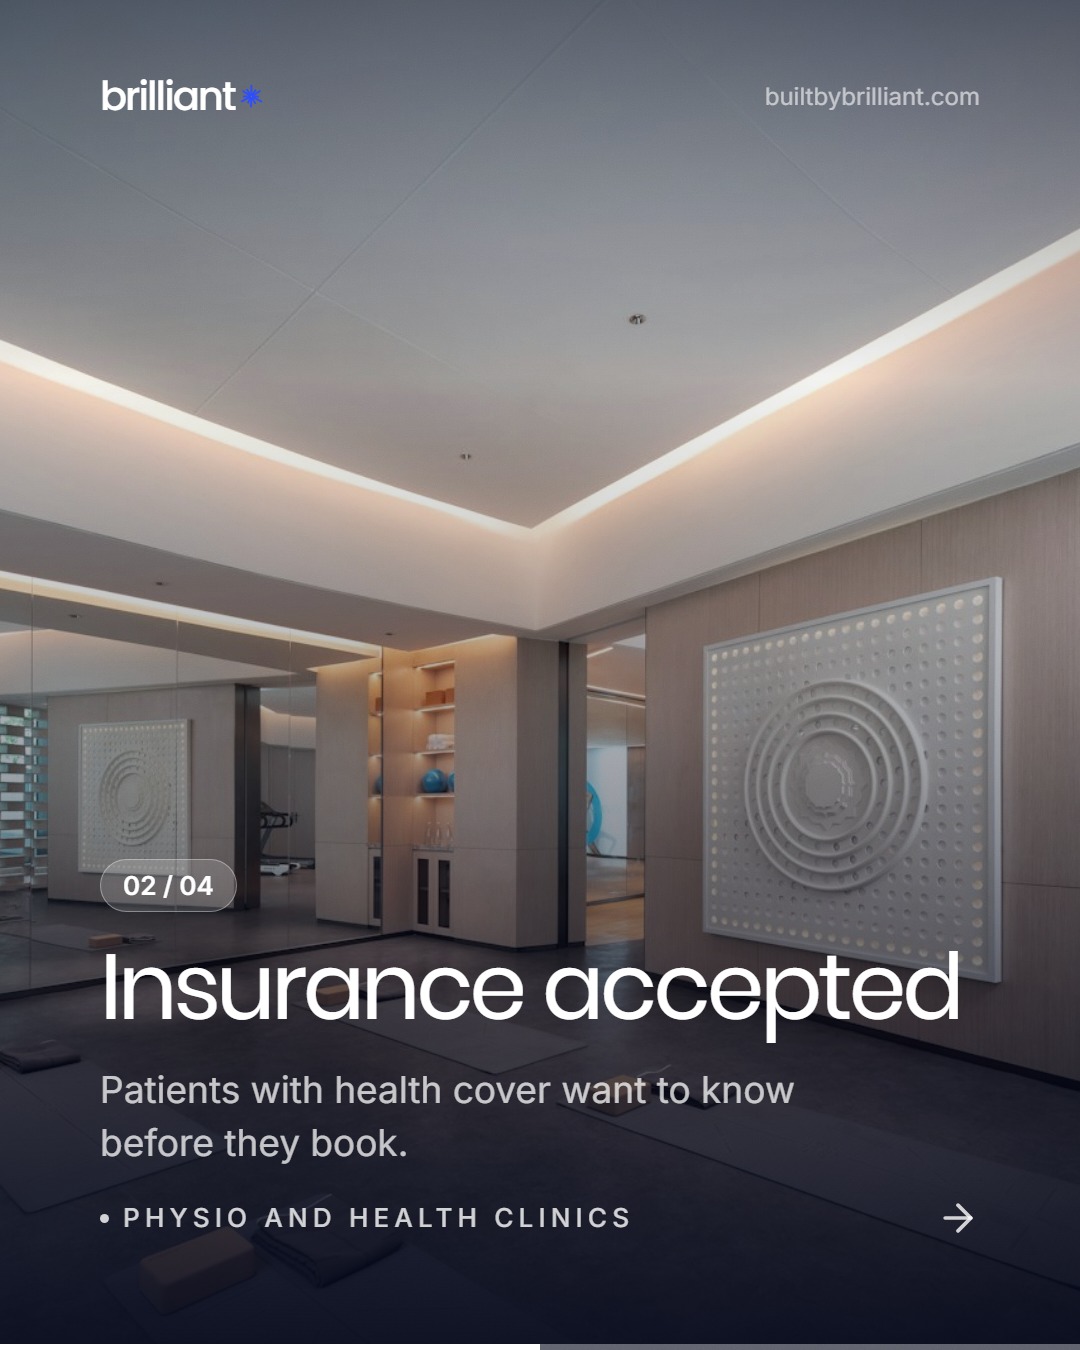 brilliant
builtbybrilliant.com
02 / 04
Insurance accepted
Patients with health cover want to know
before they book.
• PHYSIO AND HEALTH CLINICS